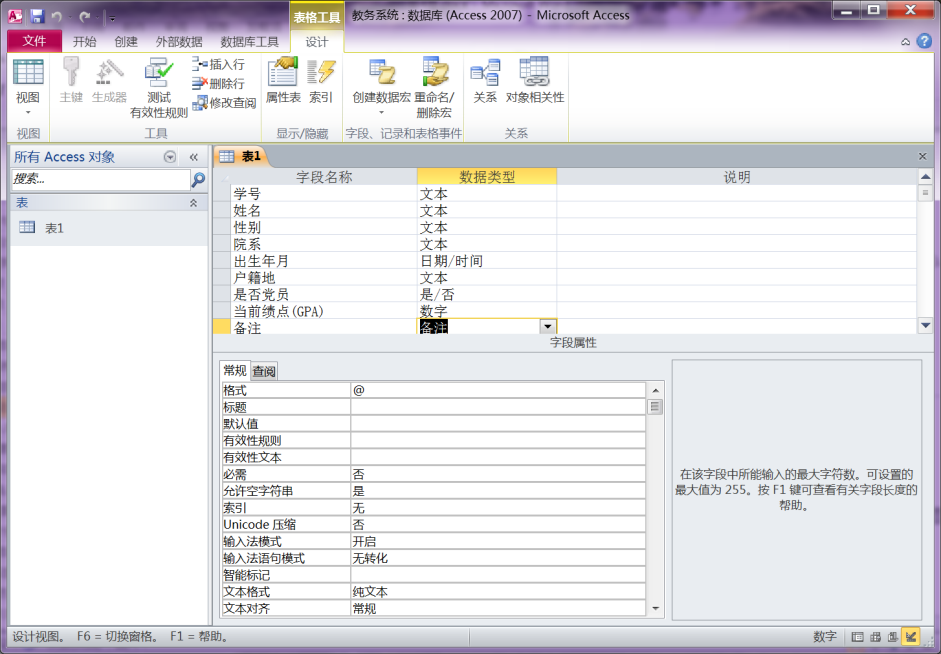 表格工具
教务系统 : 数据库 (Access 2007) - Microsoft Access
文件 开始 创建 外部数据 数据库工具 设计
视图 主键 生成器 测试有效性规则 插入行 删除行 修改查阅 属性表 索引 创建数据宏 重命名/删除宏 关系 对象相关性
视图 工具 显示/隐藏 字段、记录和表格事件 关系
所有 Access 对象
搜索...
表
表1
表1
字段名称 数据类型 说明
学号 文本
姓名 文本
性别 文本
院系 文本
出生年月 日期/时间
户籍地 文本
是否党员 是/否
当前绩点(GPA) 数字
备注 备注
字段属性
常规 查阅
格式 @
标题
默认值
有效性规则
有效性文本
必需 否
允许空字符串 是
索引 无
Unicode 压缩 否
输入法模式 开启
输入法语句模式 无转化
智能标记
文本格式 纯文本
文本对齐 常规
在该字段中所能输入的最大字符数。可设置的
最大值为 255。按 F1 键可查看有关字段长度的
帮助。
设计视图。 F6 = 切换窗格。 F1 = 帮助。 数字